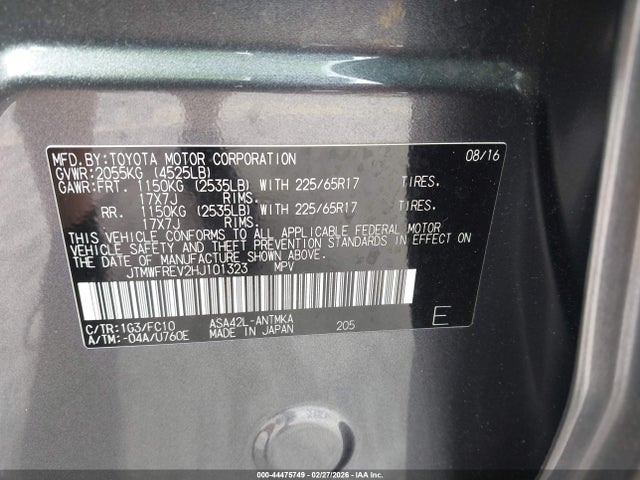 MFD.BY:TOYOTA MOTOR CORPORATION 08/16
GVWR:2055KG (4525LB)
GAWR:FRT. 1150KG (2535LB) WITH 225/65R17 TIRES.
17X7J RIMS.
RR. 1150KG (2535LB) WITH 225/65R17 TIRES.
17X7J RIMS.
THIS VEHICLE CONFORMS TO ALL APPLICABLE FEDERAL MOTOR
VEHICLE SAFETY AND THEFT PREVENTION STANDARDS IN EFFECT ON
THE DATE OF MANUFACTURE SHOWN ABOVE.
JTMWFREV2HJ101323 MPV
C/TR:1G3/FC10 ASA42L-ANTMKA
A/TM:-04A/U760E MADE IN JAPAN 205 E
000-44475749 - 02/27/2026 - IAA Inc.